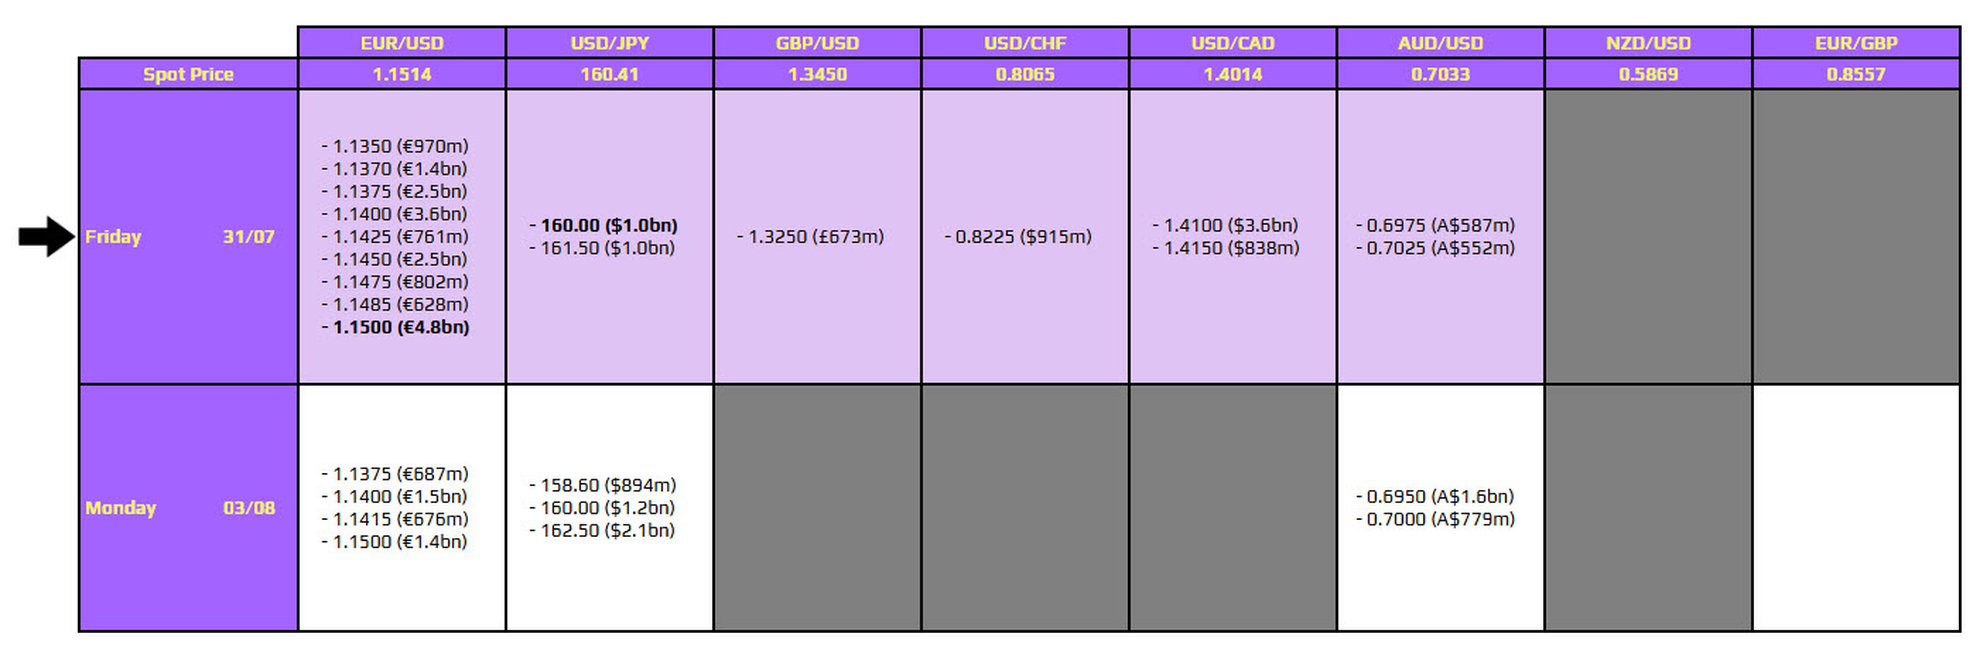 EUR/USD USD/JPY GBP/USD USD/CHF USD/CAD AUD/USD NZD/USD EUR/GBP
Spot Price 1.1514 160.41 1.3450 0.8065 1.4014 0.7033 0.5869 0.8557
Friday 31/07
- 1.1350 (€970m)
- 1.1370 (€1.4bn)
- 1.1375 (€2.5bn)
- 1.1400 (€3.6bn)
- 1.1425 (€761m)
- 1.1450 (€2.5bn)
- 1.1475 (€802m)
- 1.1485 (€628m)
- 1.1500 (€4.8bn)
- 160.00 ($1.0bn)
- 161.50 ($1.0bn)
- 1.3250 (£673m)
- 0.8225 ($915m)
- 1.4100 ($3.6bn)
- 1.4150 ($838m)
- 0.6975 (A$587m)
- 0.7025 (A$552m)
Monday 03/08
- 1.1375 (€687m)
- 1.1400 (€1.5bn)
- 1.1415 (€676m)
- 1.1500 (€1.4bn)
- 158.60 ($894m)
- 160.00 ($1.2bn)
- 162.50 ($2.1bn)
- 0.6950 (A$1.6bn)
- 0.7000 (A$779m)